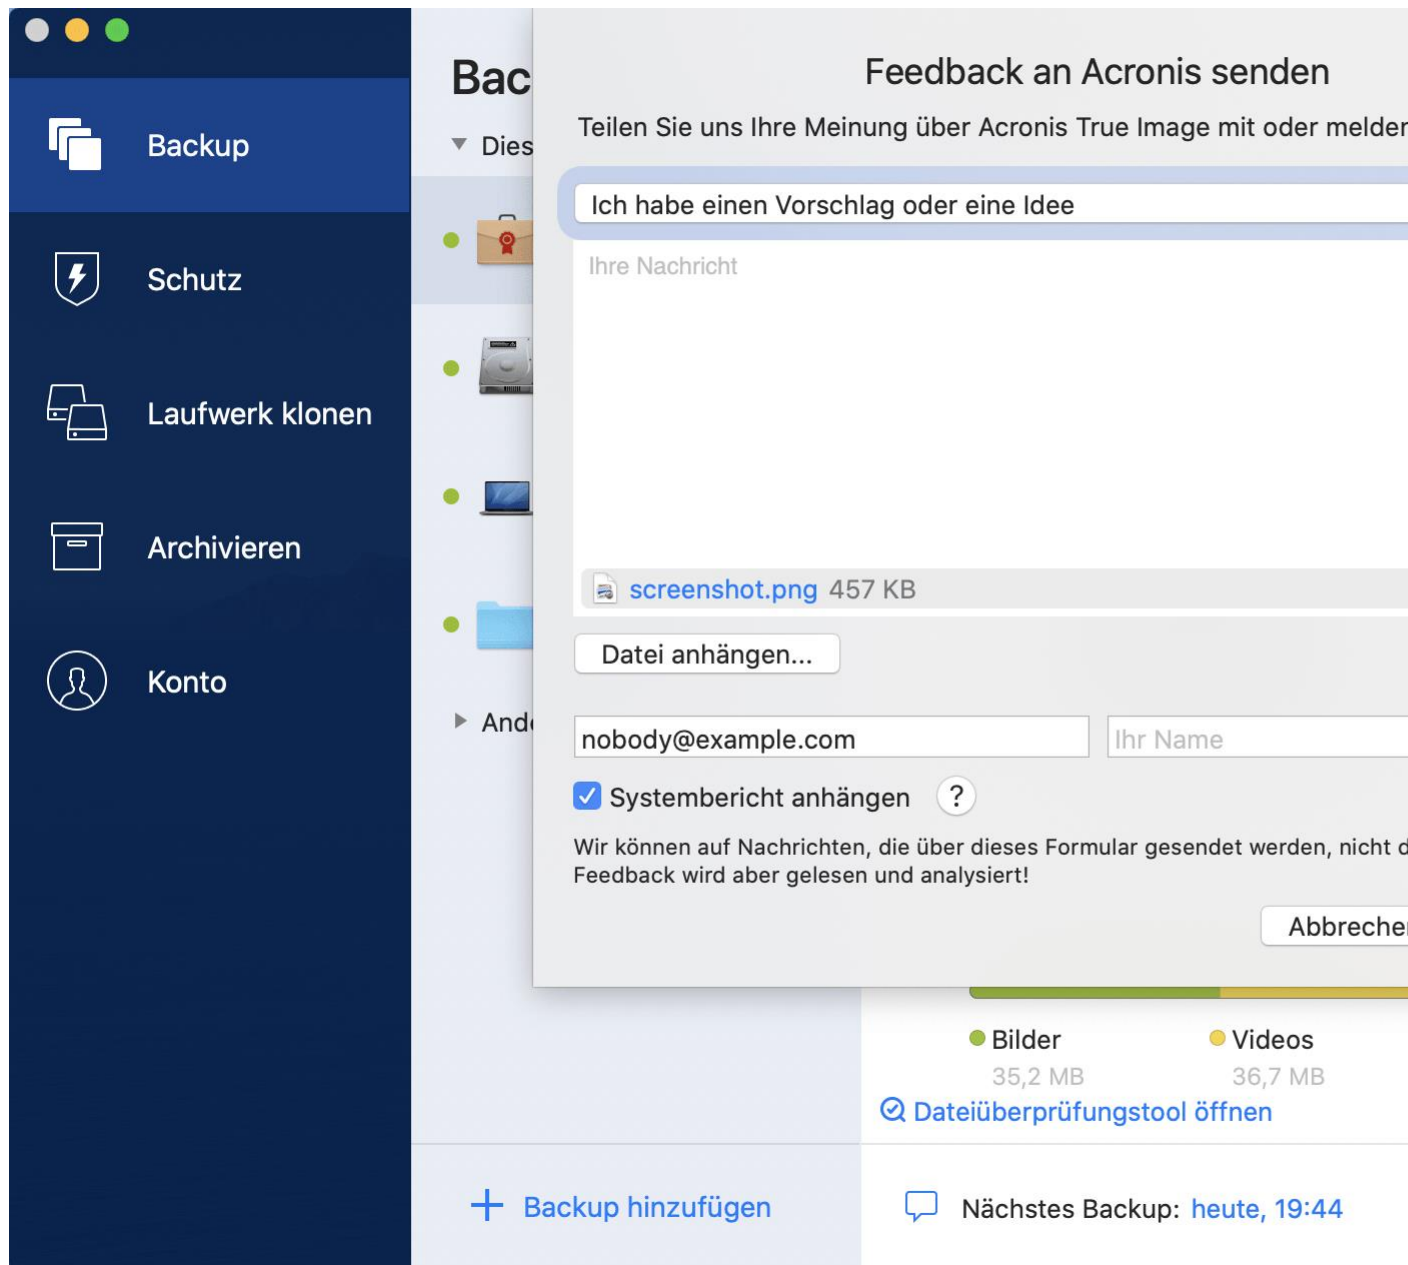 Backup
Schutz
Laufwerk klonen
Archivieren
Konto
Bac
Dies
And
Backup hinzufügen
Feedback an Acronis senden
Teilen Sie uns Ihre Meinung über Acronis True Image mit oder melden
Ich habe einen Vorschlag oder eine Idee
Ihre Nachricht
screenshot.png 457 KB
Datei anhängen...
nobody@example.com
Ihr Name
Systembericht anhängen ?
Wir können auf Nachrichten, die über dieses Formular gesendet werden, nicht d
Feedback wird aber gelesen und analysiert!
Abbrechen
Bilder Videos
35,2 MB 36,7 MB
Dateiüberprüfungstool öffnen
Nächstes Backup: heute, 19:44